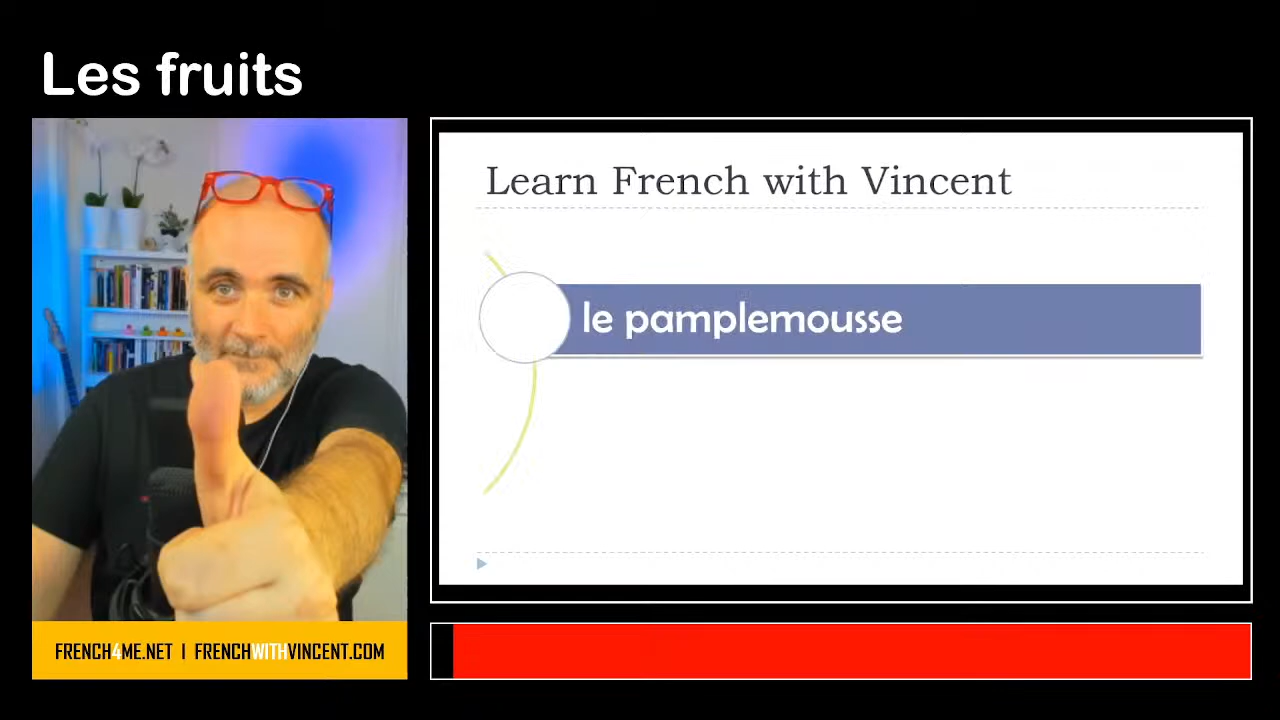 Les fruits
Learn French with Vincent
le pamplemousse
FRENCH4ME.NET | FRENCHWITHVINCENT.COM